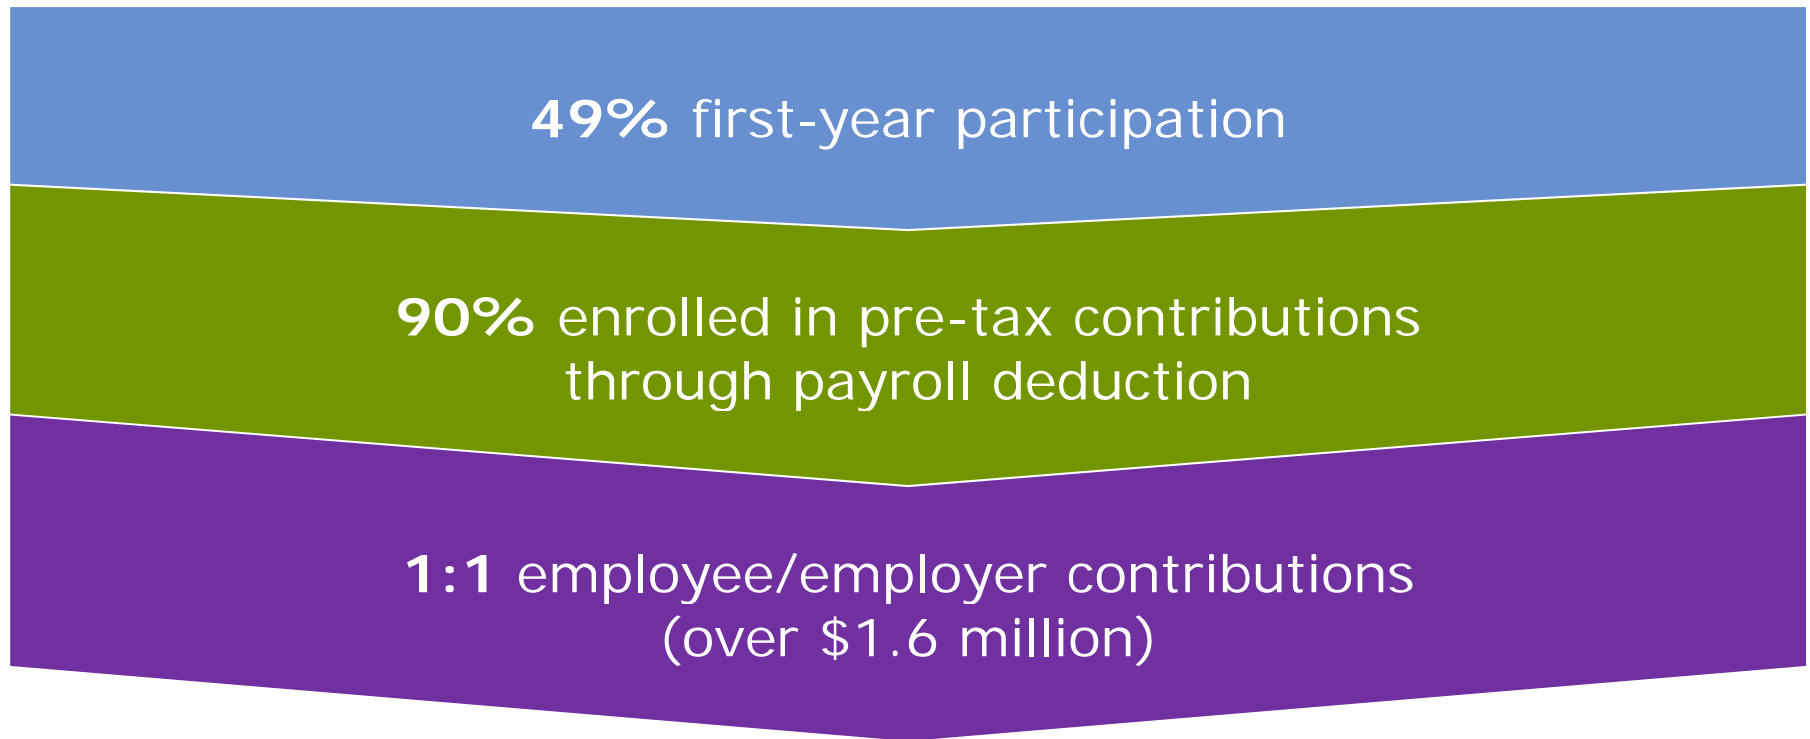 49% first-year participation
90% enrolled in pre-tax contributions
through payroll deduction
1:1 employee/employer contributions
(over $1.6 million)